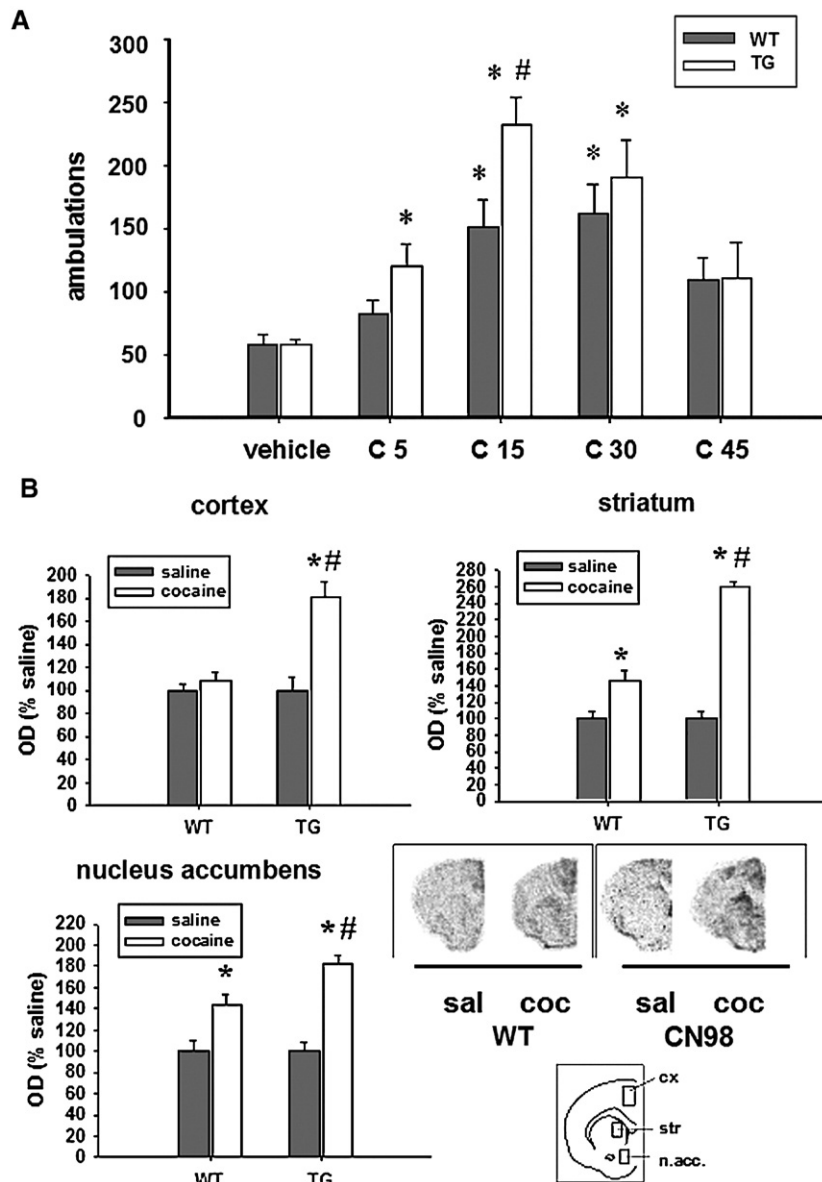 A
300
250
200
150
100
50
0
ambulations
WT
TG
*
* #
*
*
*
vehicle C 5 C 15 C 30 C 45
B
cortex
saline
cocaine
*#
200
180
160
140
120
100
80
60
40
20
0
OD (% saline)
WT TG
striatum
saline
cocaine
*#
*
280
260
240
220
200
180
160
140
120
100
80
60
40
20
0
OD (% saline)
WT TG
nucleus accumbens
saline
cocaine
*
*#
220
200
180
160
140
120
100
80
60
40
20
0
OD (% saline)
WT TG
sal coc sal coc
WT CN98
cx
str
n.acc.